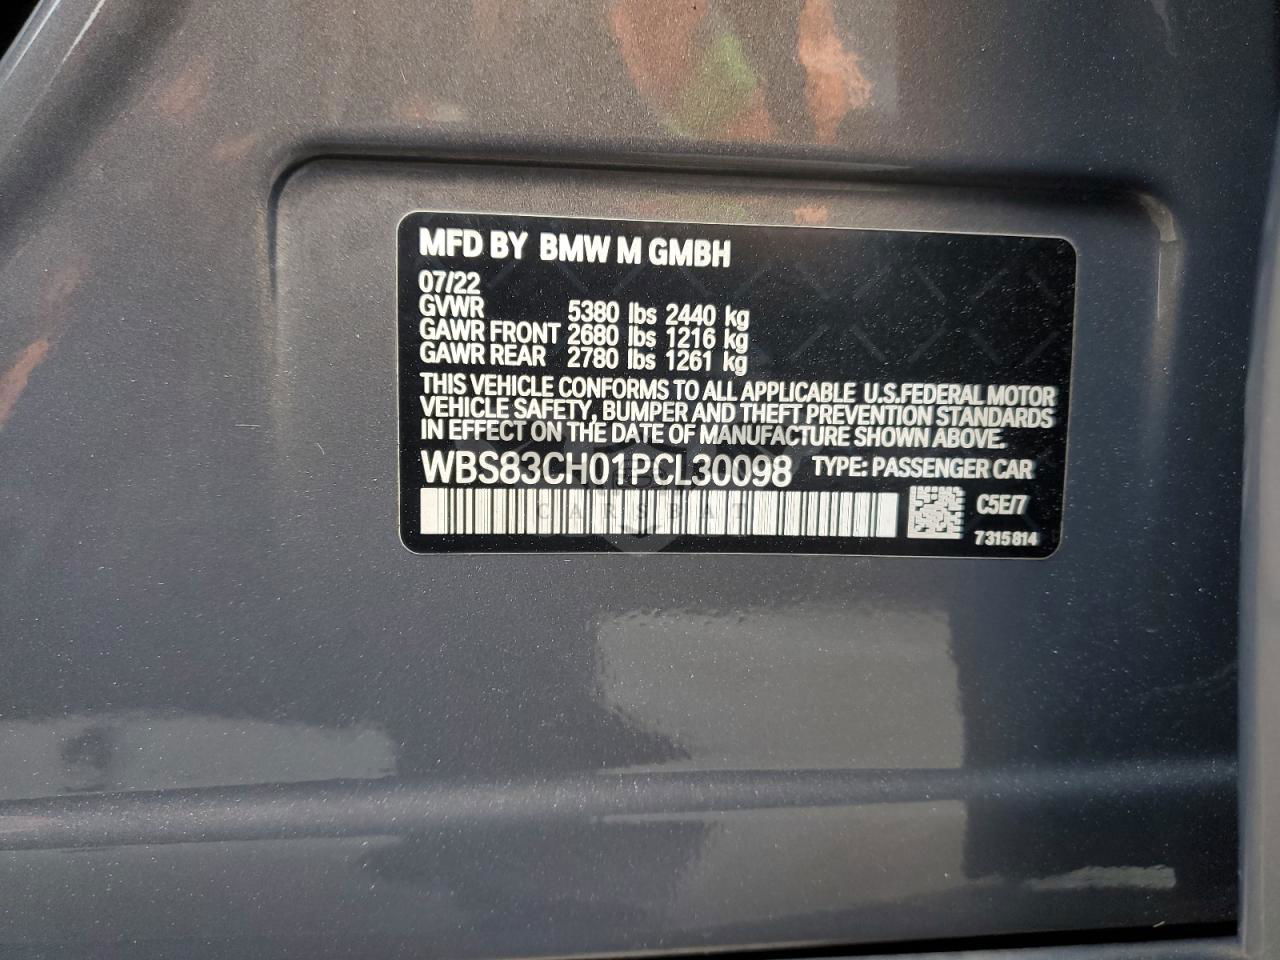 MFD BY BMW M GMBH
07/22
GVWR 5380 lbs 2440 kg
GAWR FRONT 2680 lbs 1216 kg
GAWR REAR 2780 lbs 1261 kg
THIS VEHICLE CONFORMS TO ALL APPLICABLE U.S.FEDERAL MOTOR
VEHICLE SAFETY, BUMPER AND THEFT PREVENTION STANDARDS
IN EFFECT ON THE DATE OF MANUFACTURE SHOWN ABOVE.
WBS83CH01PCL30098 TYPE: PASSENGER CAR
CARSBAT
C5E/7
7315814